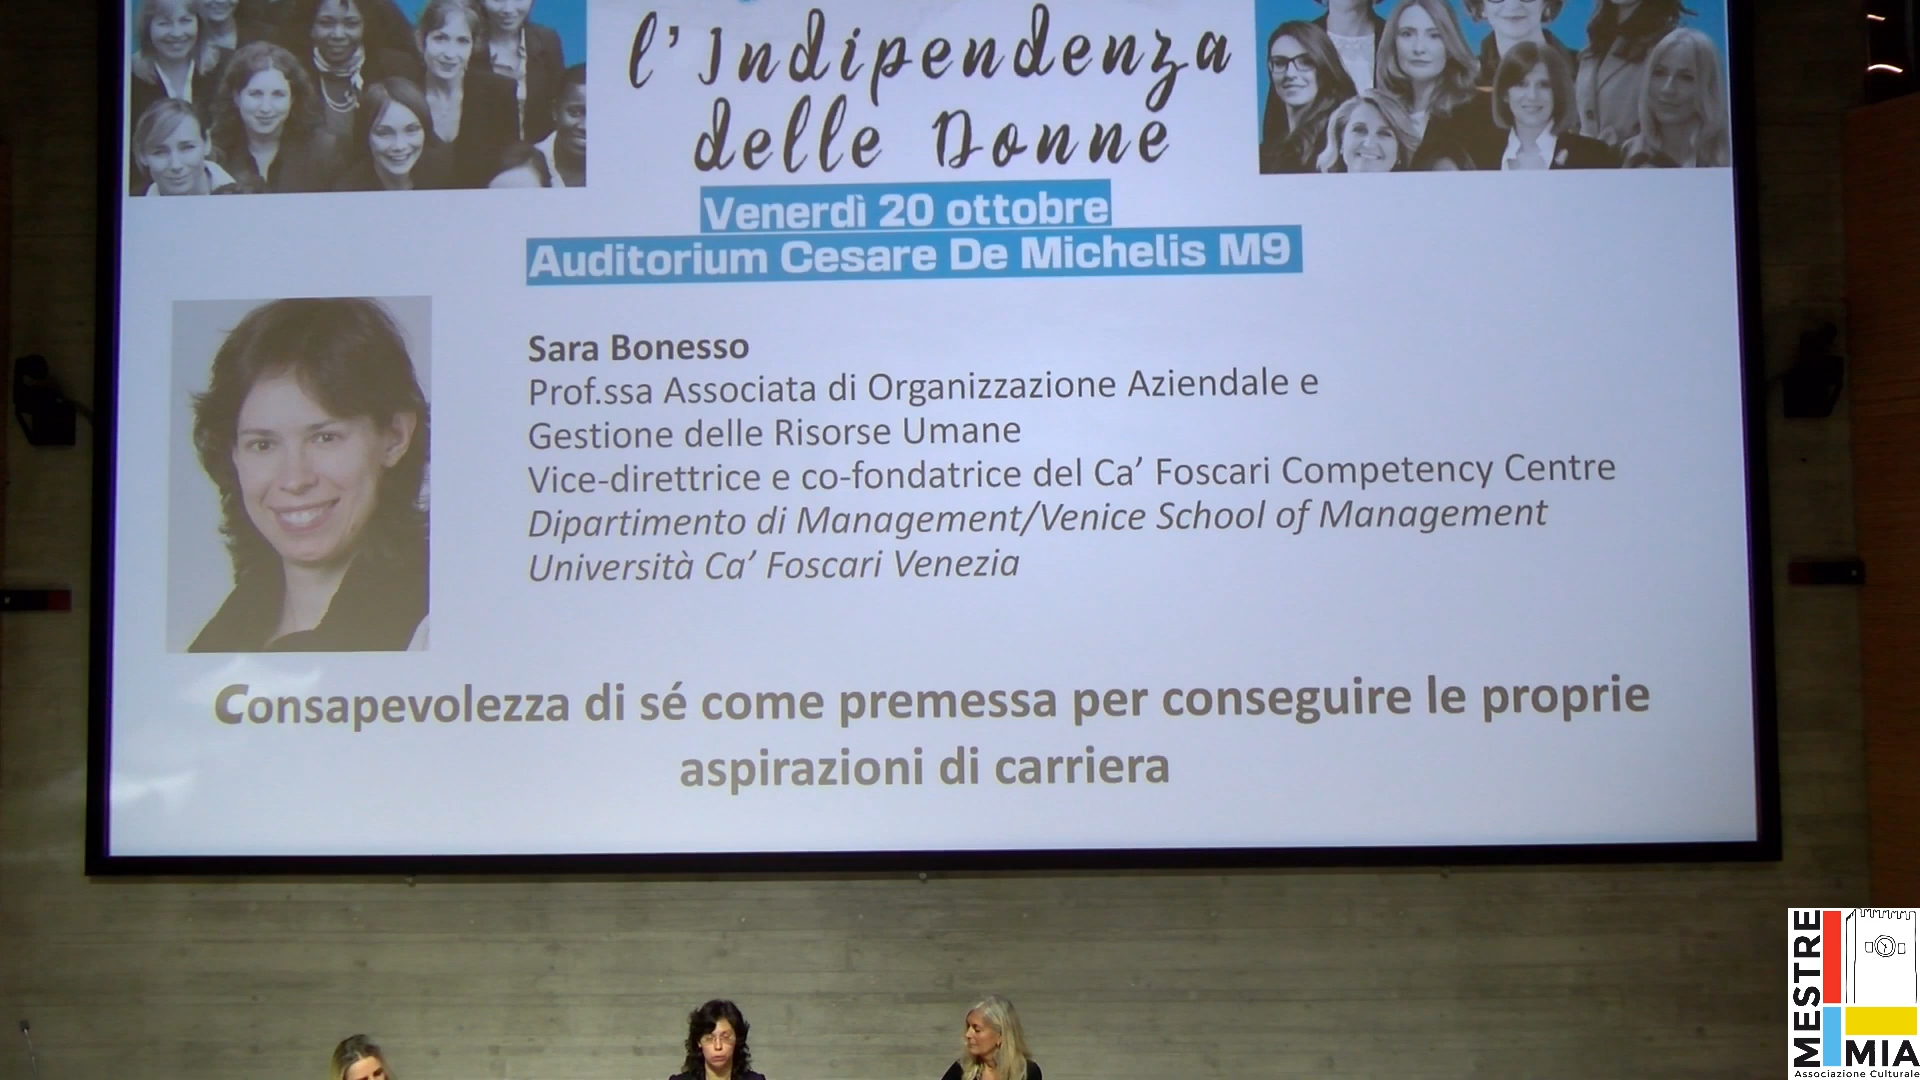 l'Indipendenza
delle Donne
Venerdì 20 ottobre
Auditorium Cesare De Michelis M9
Sara Bonesso
Prof.ssa Associata di Organizzazione Aziendale e
Gestione delle Risorse Umane
Vice-direttrice e co-fondatrice del Ca' Foscari Competency Centre
Dipartimento di Management/Venice School of Management
Università Ca' Foscari Venezia
Consapevolezza di sé come premessa per conseguire le proprie
aspirazioni di carriera
MESTRE
MIA
Associazione Culturale